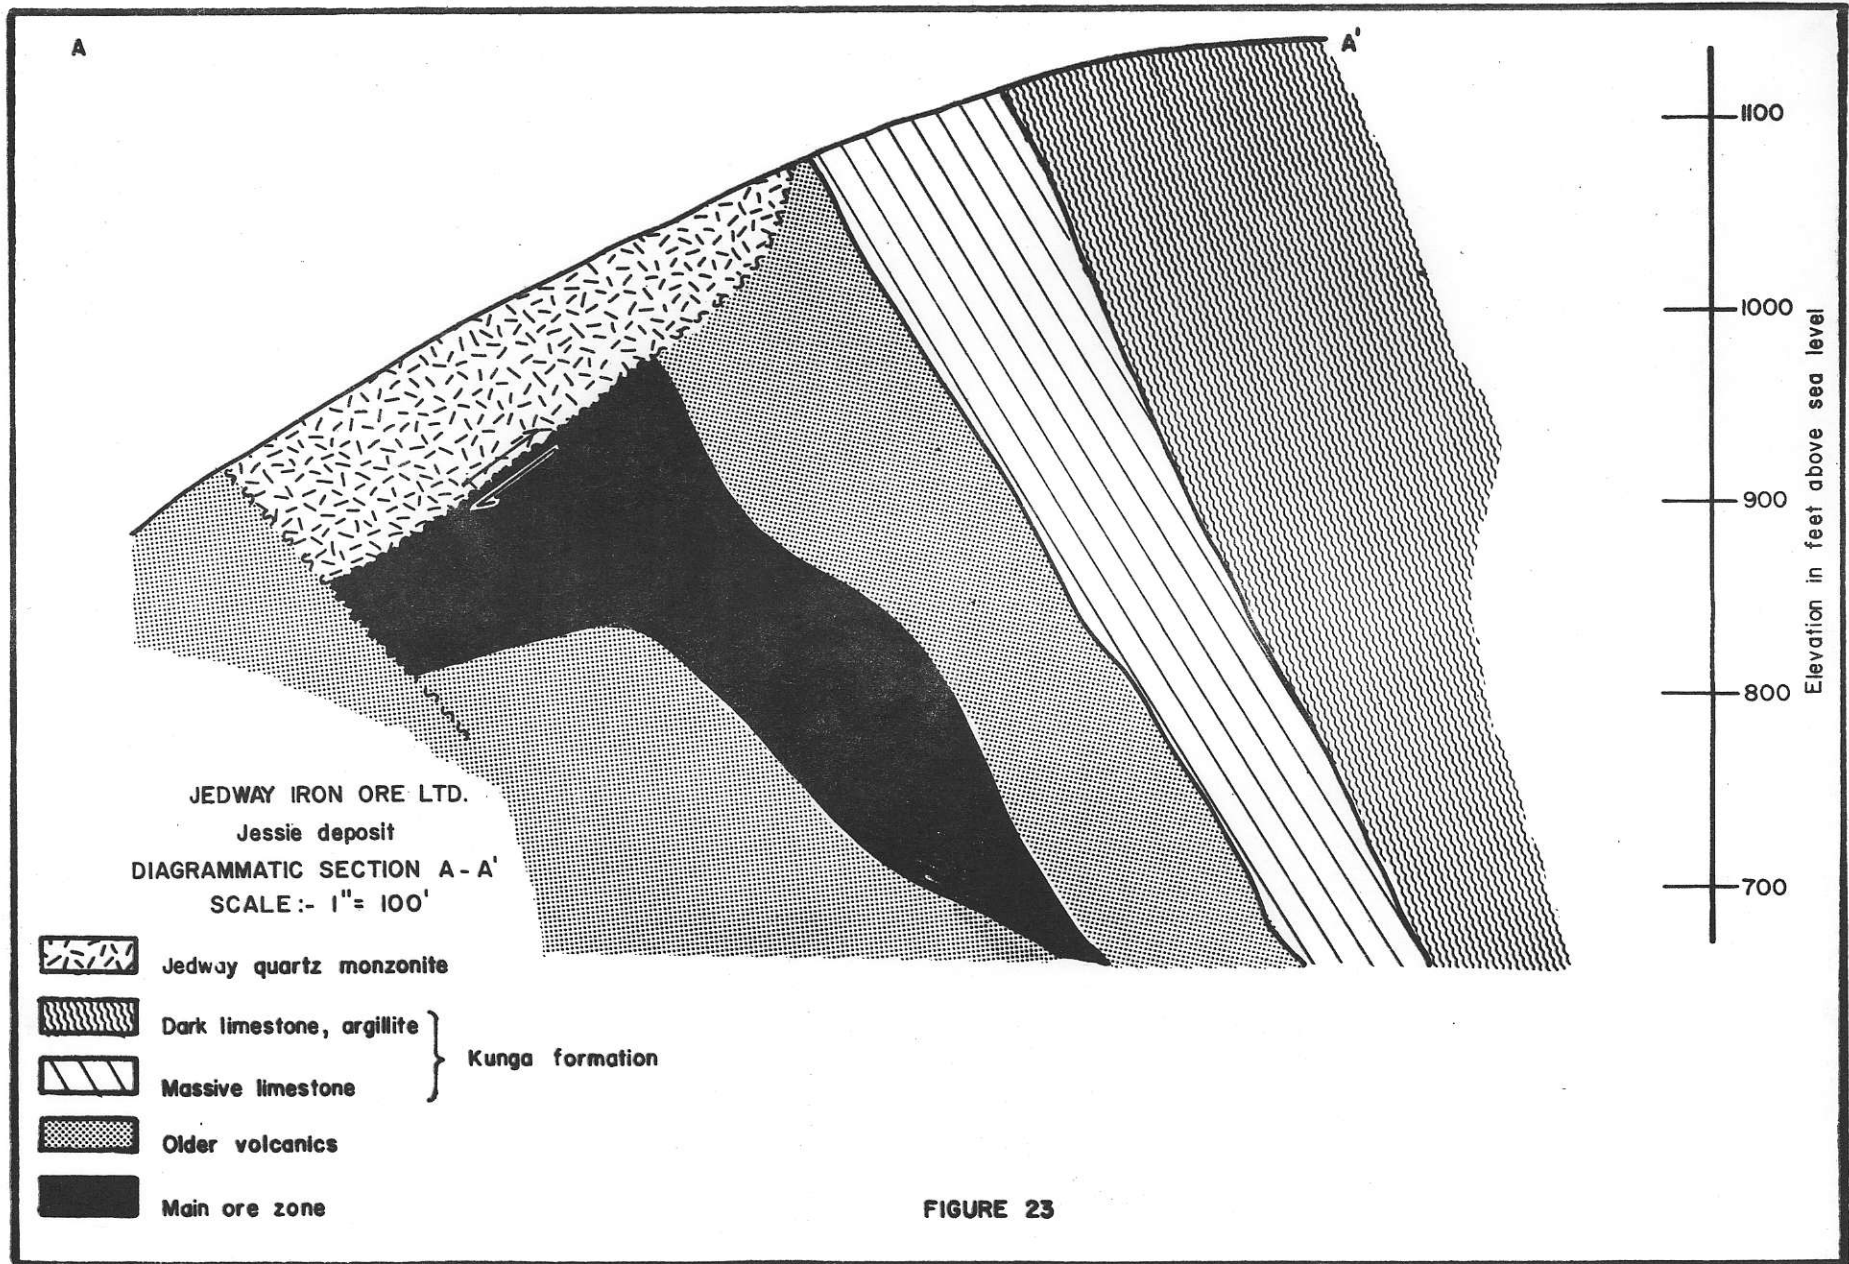 A
A'
1100
1000
900
800
700
Elevation in feet above sea level
JEDWAY IRON ORE LTD.
Jessie deposit
DIAGRAMMATIC SECTION A-A'
SCALE:- 1"= 100'
Jedway quartz monzonite
Dark limestone, argillite
Kunga formation
Massive limestone
Older volcanics
Main ore zone
FIGURE 23